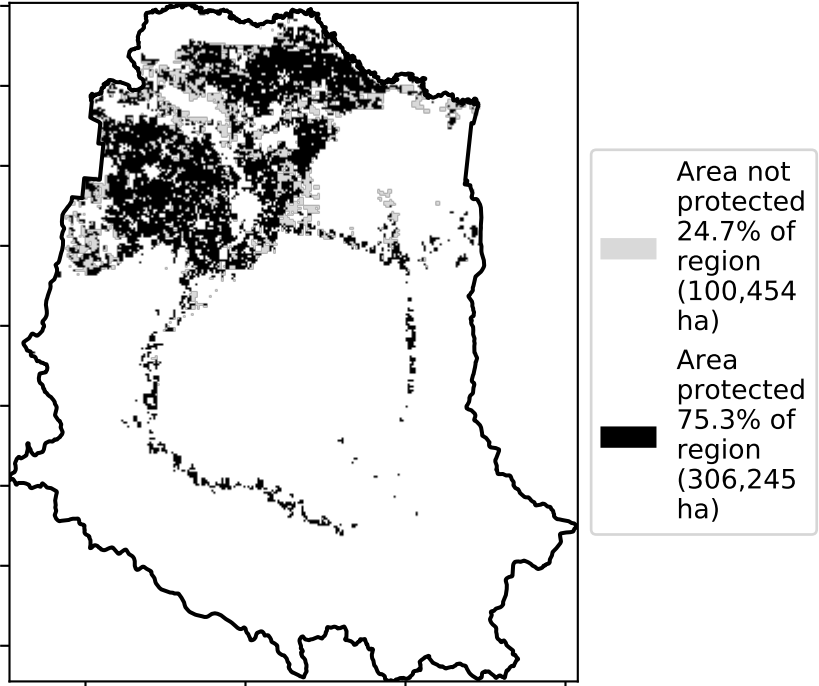 Area not
protected
24.7% of
region
(100,454
ha)
Area
protected
75.3% of
region
(306,245
ha)